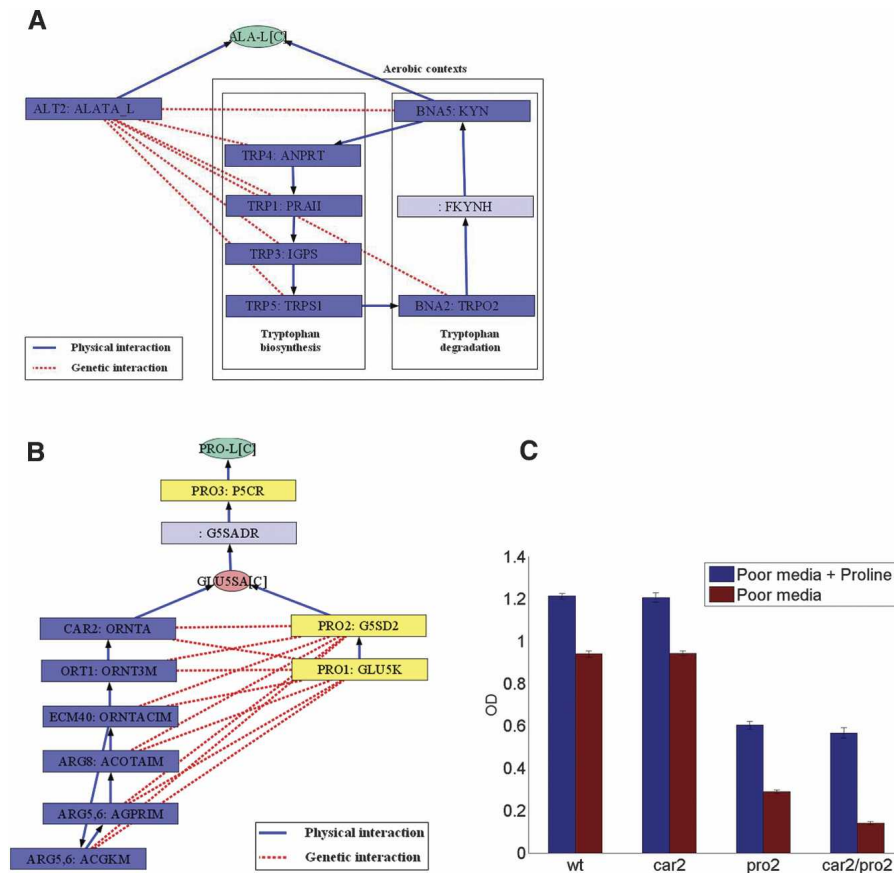 A
ALA-L[C]
Aerobic contexts
ALT2: ALATA_L
BNA5: KYN
TRP4: ANPRT
TRP1: PRAII
: FKYNH
TRP3: IGPS
TRP5: TRPS1
BNA2: TRPO2
Tryptophan
biosynthesis
Tryptophan
degradation
Physical interaction
Genetic interaction
B
PRO-L[C]
PRO3: P5CR
: G5SADR
GLU5SA[C]
CAR2: ORNTA
PRO2: G5SD2
ORT1: ORNT3M
PRO1: GLU5K
ECM40: ORNTACIM
ARG8: ACOTAIM
ARG5,6: AGPRIM
ARG5,6: ACGKM
Physical interaction
Genetic interaction
C
Poor media + Proline
Poor media
OD
1.4
1.2
1
0.8
0.6
0.4
0.2
0
wt
car2
pro2
car2/pro2